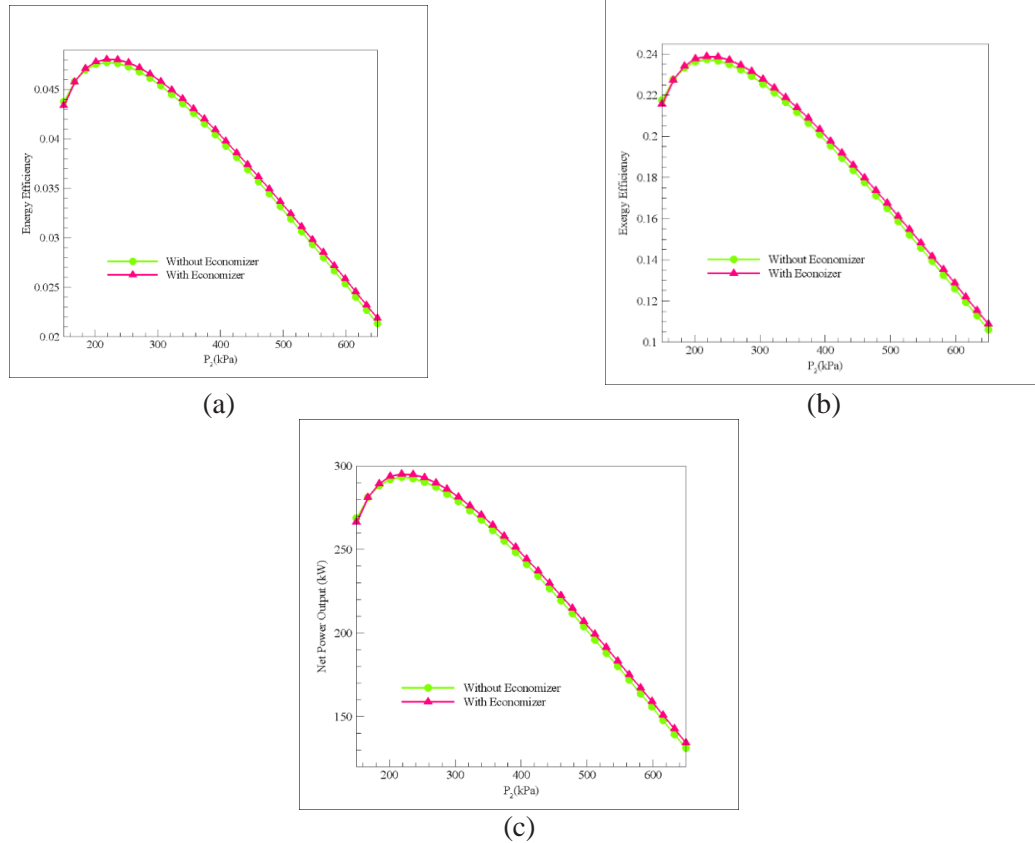 0.045
0.04
0.035
0.03
0.025
0.02
Energy Efficiency
Without Economizer
With Economizer
200 300 400 500 600
P2(kPa)
(a)
0.24
0.22
0.2
0.18
0.16
0.14
0.12
0.1
Exergy Efficiency
Without Economizer
With Econoizer
200 300 400 500 600
P2(kPa)
(b)
300
250
200
150
Net Power Output (kW)
Without Economizer
With Economizer
200 300 400 500 600
P2(kPa)
(c)